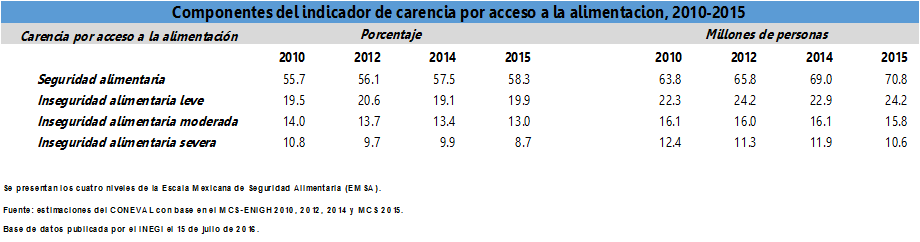 Componentes del indicador de carencia por acceso a la alimentacion, 2010-2015
Carencia por acceso a la alimentación Porcentaje Millones de personas
2010 2012 2014 2015 2010 2012 2014 2015
Seguridad alimentaria 55.7 56.1 57.5 58.3 63.8 65.8 69.0 70.8
Inseguridad alimentaria leve 19.5 20.6 19.1 19.9 22.3 24.2 22.9 24.2
Inseguridad alimentaria moderada 14.0 13.7 13.4 13.0 16.1 16.0 16.1 15.8
Inseguridad alimentaria severa 10.8 9.7 9.9 8.7 12.4 11.3 11.9 10.6
Se presentan los cuatro niveles de la Escala Mexicana de Seguridad Alimentaria (EMSA).
Fuente: estimaciones del CONEVAL con base en el MCS-ENIGH 2010, 2012, 2014 y MCS 2015.
Base de datos publicada por el INEGI el 15 de julio de 2016.